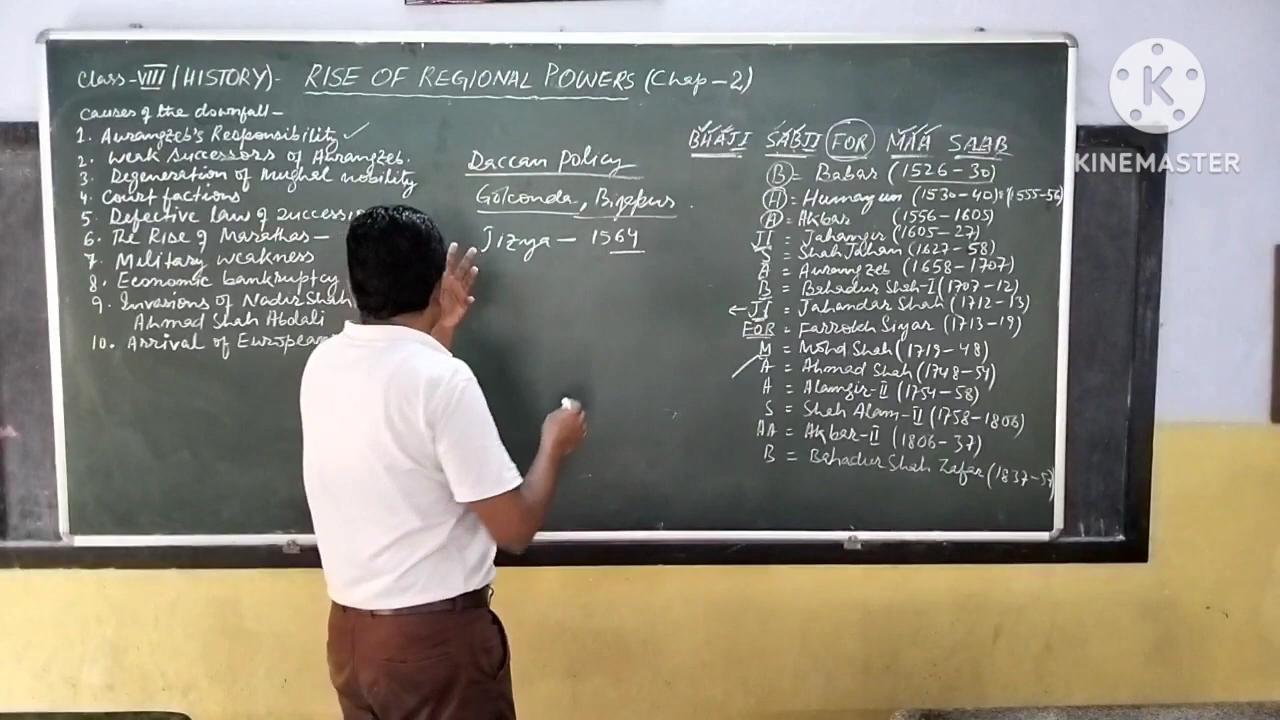 Class-VIII (HISTORY)- RISE OF REGIONAL POWERS (Chap-2)
Causes of the downfall-
1. Aurangzeb's Responsibility ✓
2. Weak successors of Aurangzeb.
3. Degeneration of Mughal nobility
4. Court factions
5. Defective law of successi
6. The Rise of Marathas-
7. Military weakness
8. Economic bankruptcy
9. Invasions of Nadir Shah
Ahmad Shah Abdali
10. Arrival of European
Daccan Policy
Golconda, Bijapur.
Jizya - 1564
BHAJI SABJI FOR MAA SAAB
B = Babar (1526-30)
H = Humayun (1530-40)=(1555-56)
A = Akbar (1556-1605)
JI = Jahangir (1605-27)
S = Shah Jahan (1627-58)
A = Aurangzeb (1658-1707)
B = Bahadur Shah-I (1707-12)
← JI = Jahandar Shah (1712-13)
FOR = Farrokh Siyar (1713-19)
M = Mohd Shah (1719-48)
A = Ahmad Shah (1748-54)
A = Alamgir-II (1754-58)
S = Shah Alam-II (1758-1806)
AA = Akbar-II (1806-37)
B = Bahadur Shah Zafar (1837-57)
K
KINEMASTER